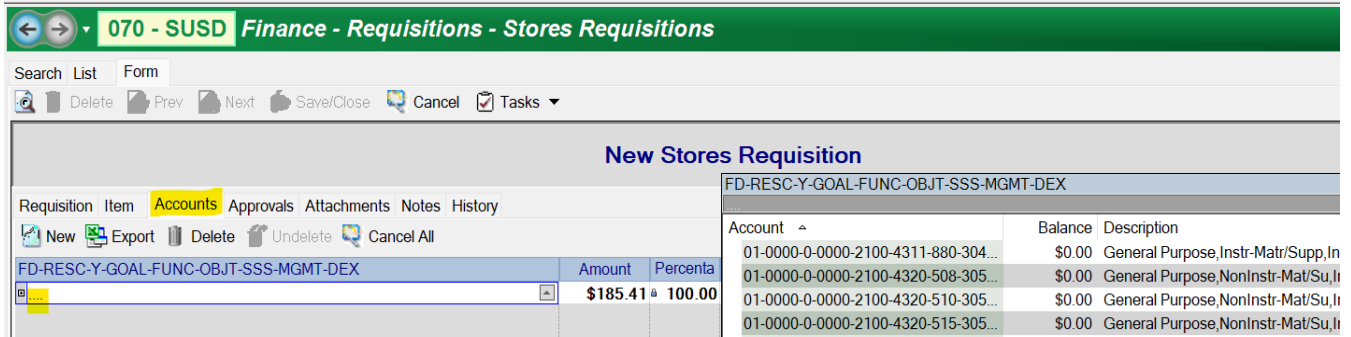 070 - SUSD Finance - Requisitions - Stores Requisitions
Search List Form
Delete Prev Next Save/Close Cancel Tasks
New Stores Requisition
FD-RESC-Y-GOAL-FUNC-OBJT-SSS-MGMT-DEX
....
Requisition Item Accounts Approvals Attachments Notes History
New Export Delete Undelete Cancel All
FD-RESC-Y-GOAL-FUNC-OBJT-SSS-MGMT-DEX Amount Percenta
.... $185.41 100.00
Account Balance Description
01-0000-0-0000-2100-4311-880-304... $0.00 General Purpose,Instr-Matr/Supp,In
01-0000-0-0000-2100-4320-508-305... $0.00 General Purpose,NonInstr-Mat/Su,I
01-0000-0-0000-2100-4320-510-305... $0.00 General Purpose,NonInstr-Mat/Su,I
01-0000-0-0000-2100-4320-515-305... $0.00 General Purpose,NonInstr-Mat/Su,I